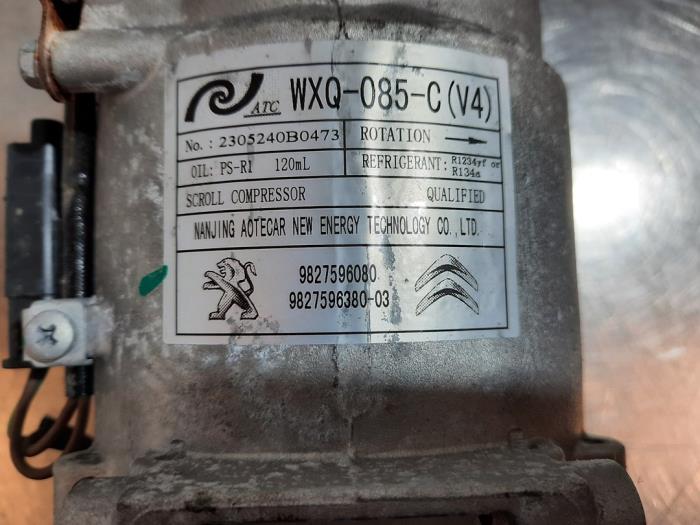 ATC WXQ-085-C(V4)
No.: 2305240B0473 ROTATION
OIL: PS-R1 120mL REFRIGERANT: R1234yf or R134a
SCROLL COMPRESSOR QUALIFIED
NANJING AOTECAR NEW ENERGY TECHNOLOGY CO.,LTD.
9827596080
9827596380-03